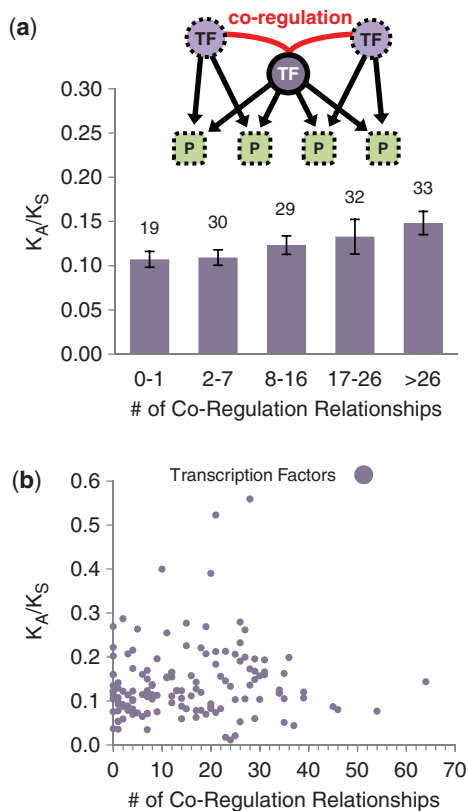 (a)
co-regulation
TF TF
TF
P P P P
0.30
0.25
0.20
0.15
0.10
0.05
0.00
KA/KS
19 30 29 32 33
0-1 2-7 8-16 17-26 >26
# of Co-Regulation Relationships
(b)
Transcription Factors
0.6
0.5
0.4
0.3
0.2
0.1
0.0
KA/KS
0 10 20 30 40 50 60 70
# of Co-Regulation Relationships